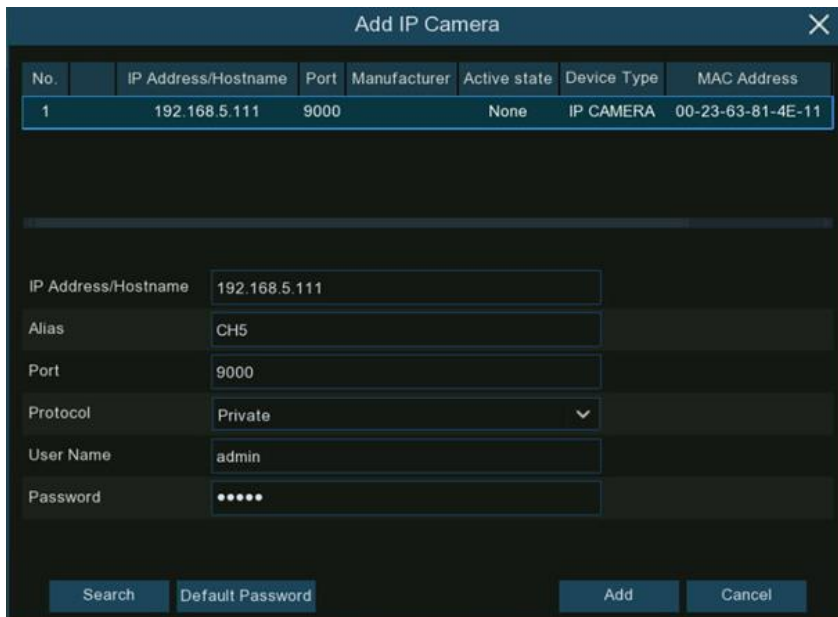 Add IP Camera
No. IP Address/Hostname Port Manufacturer Active state Device Type MAC Address
1 192.168.5.111 9000 None IP CAMERA 00-23-63-81-4E-11
IP Address/Hostname 192.168.5.111
Alias CH5
Port 9000
Protocol Private
User Name admin
Password •••••
Search Default Password Add Cancel